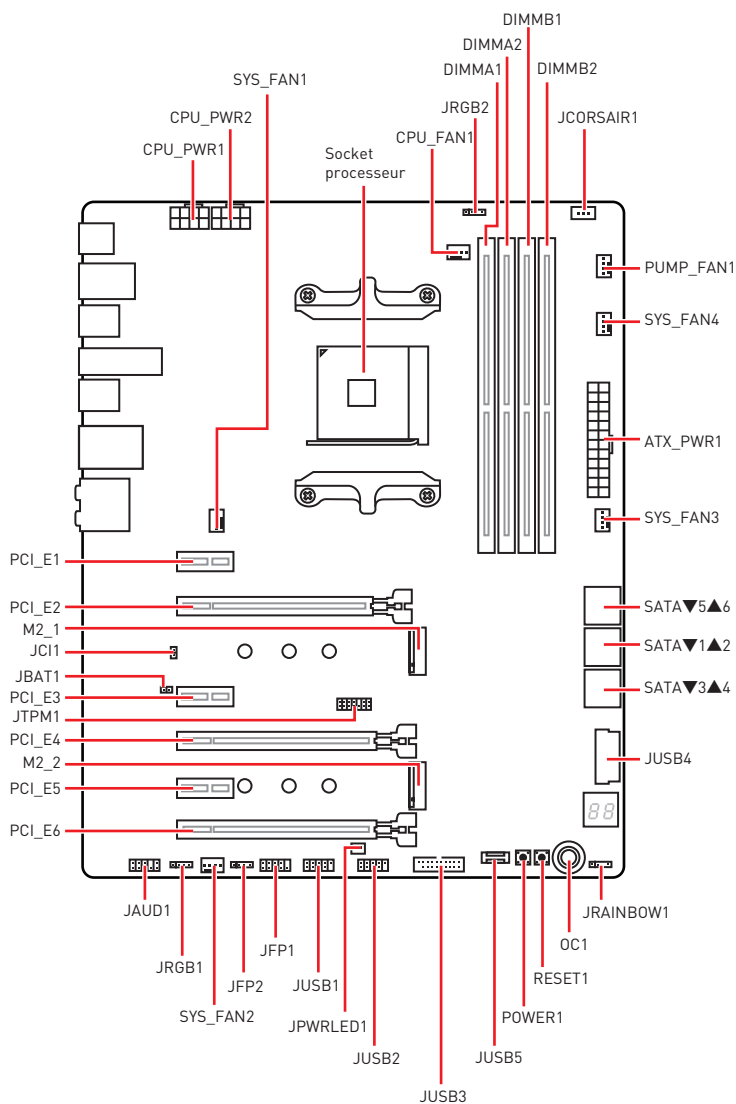 DIMMB1
DIMMA2
DIMMA1
DIMMB2
SYS_FAN1
JRGB2
JCORSAIR1
CPU_PWR2
CPU_FAN1
CPU_PWR1
Socket
processeur
PUMP_FAN1
SYS_FAN4
ATX_PWR1
SYS_FAN3
PCI_E1
PCI_E2
SATA▼5▲6
M2_1
JCI1
SATA▼1▲2
JBAT1
PCI_E3
SATA▼3▲4
JTPM1
PCI_E4
M2_2
JUSB4
PCI_E5
88
PCI_E6
JAUD1
JRAINBOW1
JRGB1
JFP1
OC1
JFP2
JUSB1
RESET1
SYS_FAN2
JPWRLED1
POWER1
JUSB2
JUSB5
JUSB3